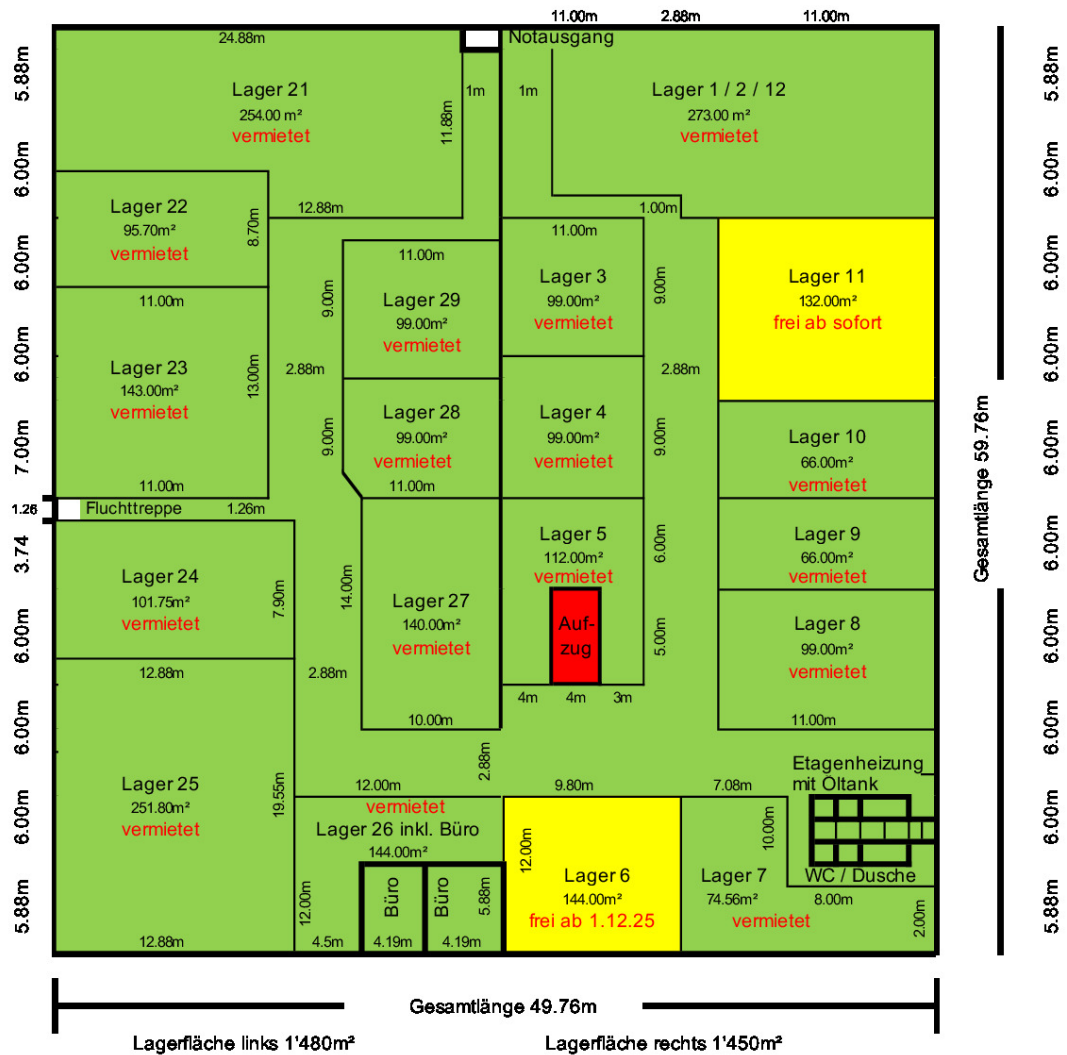 11.00m 2.88m 11.00m
24.88m
Notausgang
5.88m
6.00m
6.00m
6.00m
7.00m
1.26
3.74
6.00m
6.00m
6.00m
5.88m
Lager 21
254.00 m²
vermietet
11.88m
1m
1m
Lager 1 / 2 / 12
273.00 m²
vermietet
12.88m
1.00m
Lager 22
95.70m²
vermietet
8.70m
11.00m
Lager 23
143.00m²
vermietet
13.00m
11.00m
2.88m
11.00m
9.00m
Lager 29
99.00m²
vermietet
9.00m
Lager 28
99.00m²
vermietet
11.00m
11.00m
Lager 3
99.00m²
vermietet
9.00m
2.88m
Lager 4
99.00m²
vermietet
9.00m
Lager 11
132.00m²
frei ab sofort
Lager 10
66.00m²
vermietet
Lager 9
66.00m²
vermietet
Lager 8
99.00m²
vermietet
11.00m
Fluchttreppe 1.26m
Lager 24
101.75m²
vermietet
7.90m
12.88m
2.88m
14.00m
Lager 27
140.00m²
vermietet
10.00m
Lager 5
112.00m²
vermietet
6.00m
Auf-
zug
5.00m
4m 4m 3m
2.88m
Lager 25
251.80m²
vermietet
19.55m
12.88m
12.00m
vermietet
Lager 26 inkl. Büro
144.00m²
12.00m
Büro
Büro
5.88m
4.5m 4.19m 4.19m
9.80m
12.00m
Lager 6
144.00m²
frei ab 1.12.25
7.08m
10.00m
Lager 7
74.56m²
vermietet
Etagenheizung
mit Oltank
WC / Dusche
8.00m
2.00m
5.88m
6.00m
6.00m
6.00m
6.00m
6.00m
6.00m
6.00m
6.00m
5.88m
Gesamtlänge 59.76m
Gesamtlänge 49.76m
Lagerfläche links 1'480m² Lagerfläche rechts 1'450m²